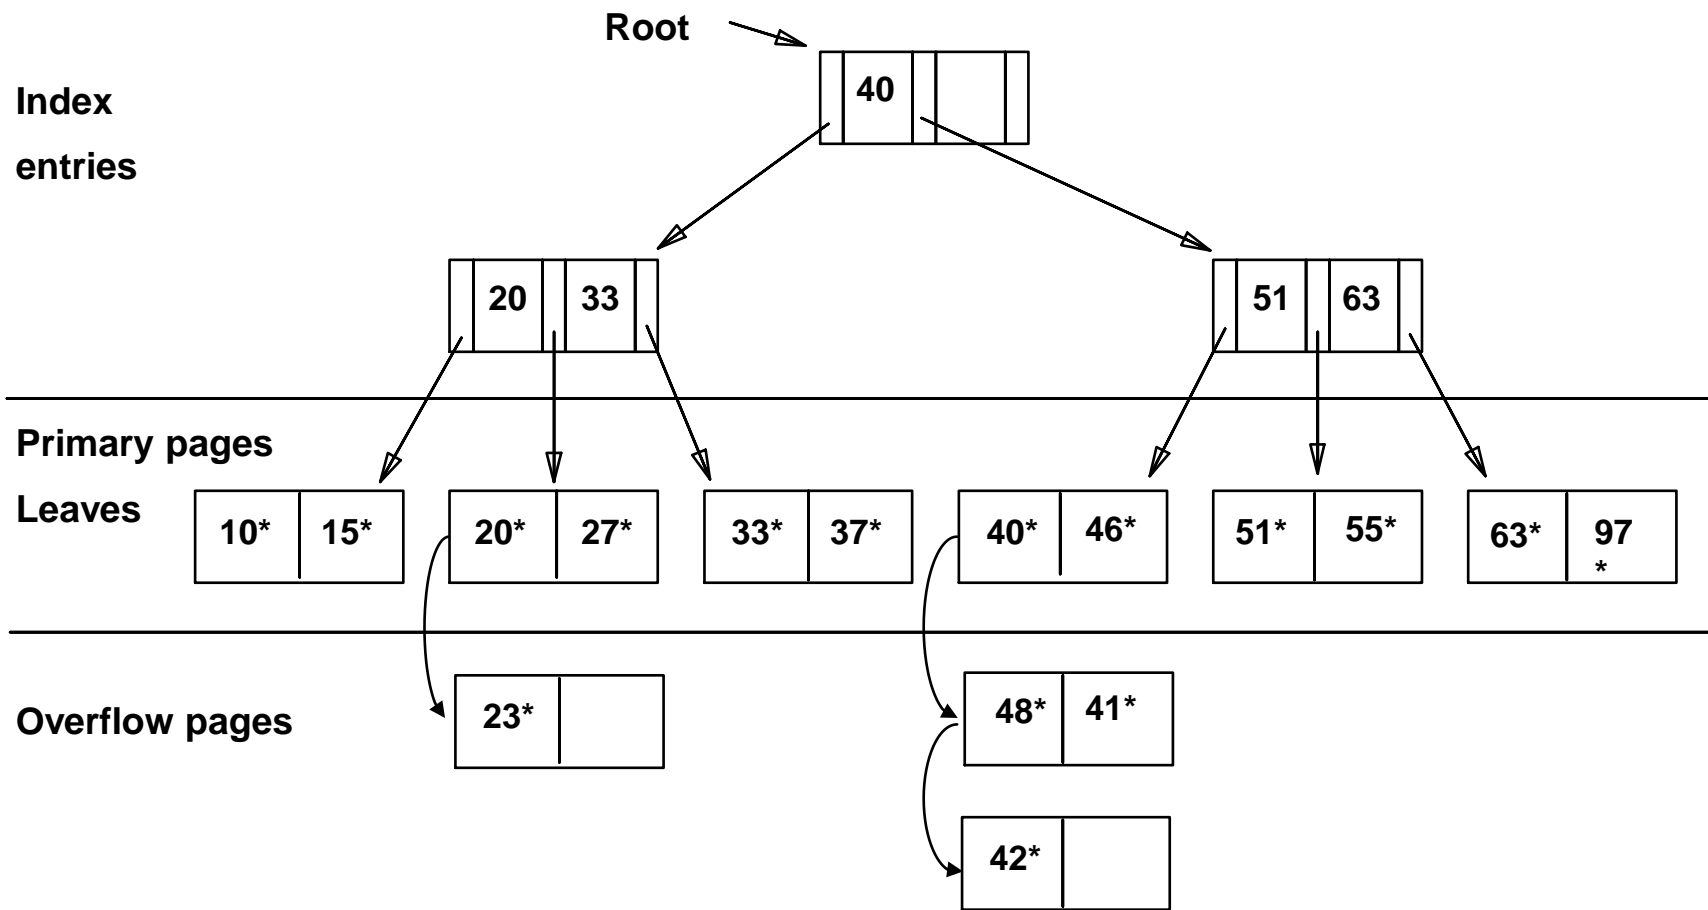 Root
Index
entries
40
20 33 51 63
Primary pages
Leaves
10* 15* 20* 27* 33* 37* 40* 46* 51* 55* 63* 97
*
Overflow pages
23* 48* 41*
42*